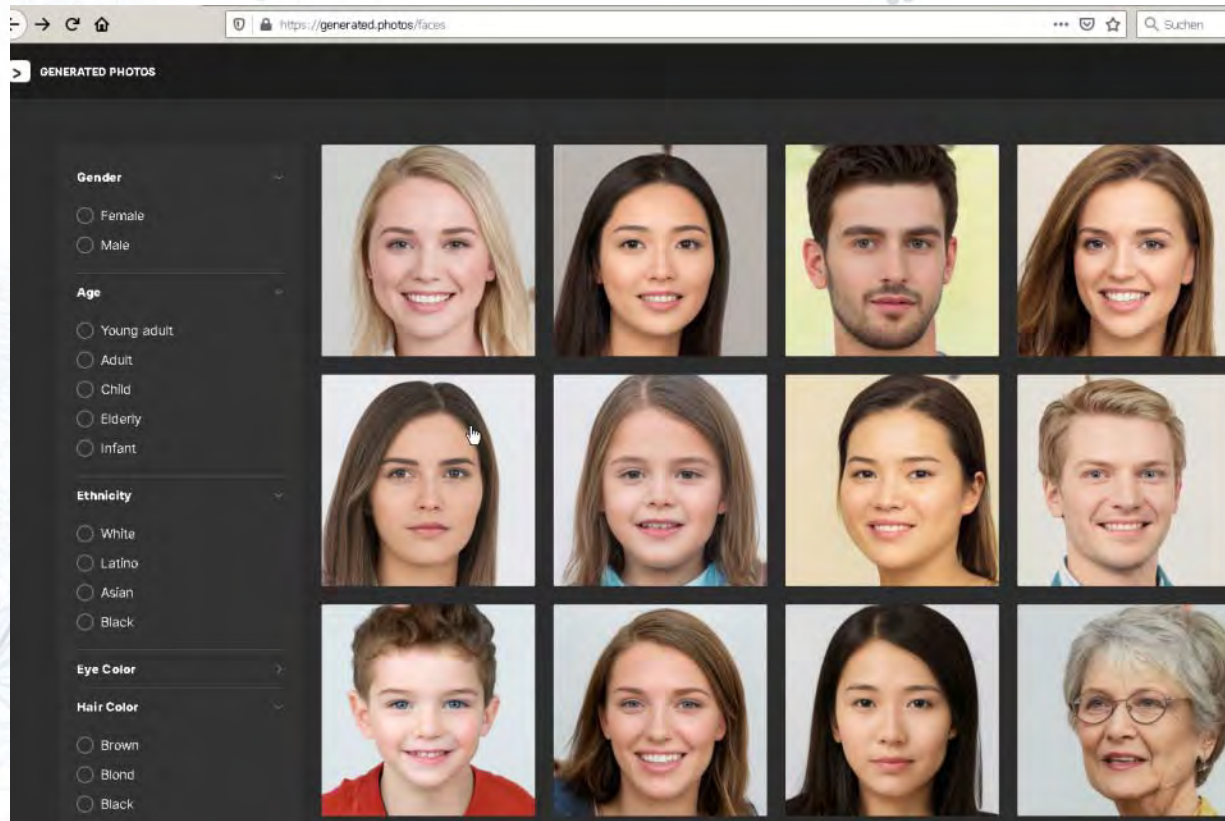 https://generated.photos/faces
Suchen
GENERATED PHOTOS
Gender
Female
Male
Age
Young adult
Adult
Child
Elderly
Infant
Ethnicity
White
Latino
Asian
Black
Eye Color
Hair Color
Brown
Blond
Black